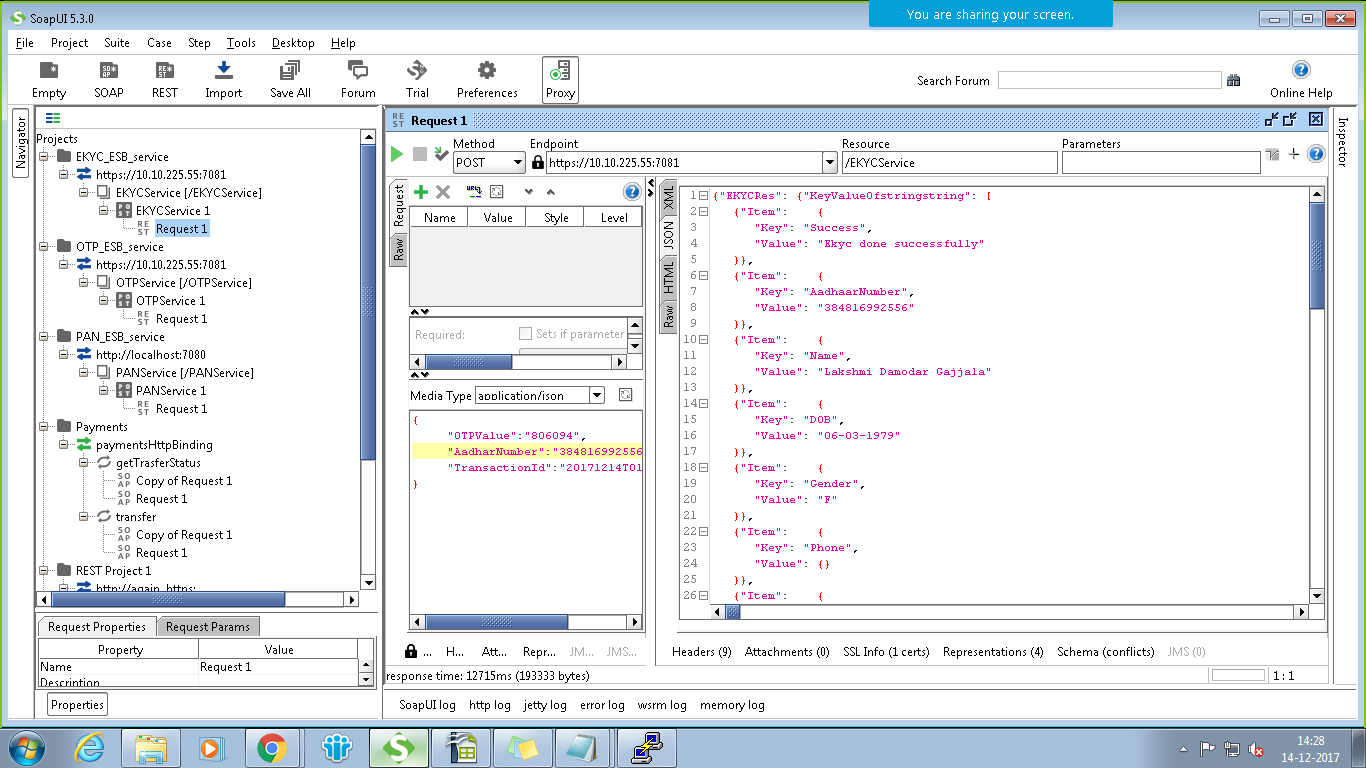 SoapUI 5.3.0
You are sharing your screen.
File Project Suite Case Step Tools Desktop Help
Empty SOAP REST Import Save All Forum Trial Preferences Proxy
Search Forum
Online Help
Navigator
Projects
EKYC_ESB_service
https://10.10.225.55:7081
EKYCService [/EKYCService]
EKYCService 1
Request 1
OTP_ESB_service
https://10.10.225.55:7081
OTPService [/OTPService]
OTPService 1
Request 1
PAN_ESB_service
http://localhost:7080
PANService [/PANService]
PANService 1
Request 1
Payments
paymentsHttpBinding
getTrasferStatus
Copy of Request 1
Request 1
transfer
Copy of Request 1
Request 1
REST Project 1
Request Properties Request Params
Property Value
Name Request 1
Description
Properties
Request 1
Method Endpoint Resource Parameters
POST https://10.10.225.55:7081 /EKYCService
Inspector
Request
Raw
Name Value Style Level
Required: Sets if parameter
Media Type application/json
{
"OTPValue":"806094",
"AadharNumber":"384816992556
"TransactionId":"20171214T01
}
... H... Att... Repr... JM... JMS...
XML
JSON
HTML
Raw
1 {"EKYCRes": {"KeyValueOfstringstring": [
2 {"Item": {
3 "Key": "Success",
4 "Value": "Ekyc done successfully"
5 }},
6 {"Item": {
7 "Key": "AadhaarNumber",
8 "Value": "384816992556"
9 }},
10 {"Item": {
11 "Key": "Name",
12 "Value": "Lakshmi Damodar Gajjala"
13 }},
14 {"Item": {
15 "Key": "DOB",
16 "Value": "06-03-1979"
17 }},
18 {"Item": {
19 "Key": "Gender",
20 "Value": "F"
21 }},
22 {"Item": {
23 "Key": "Phone",
24 "Value": {}
25 }},
26 {"Item": {
Headers (9) Attachments (0) SSL Info (1 certs) Representations (4) Schema (conflicts) JMS (0)
response time: 12715ms (193333 bytes)
1 : 1
SoapUI log http log jetty log error log wsrm log memory log
14:28
14-12-2017